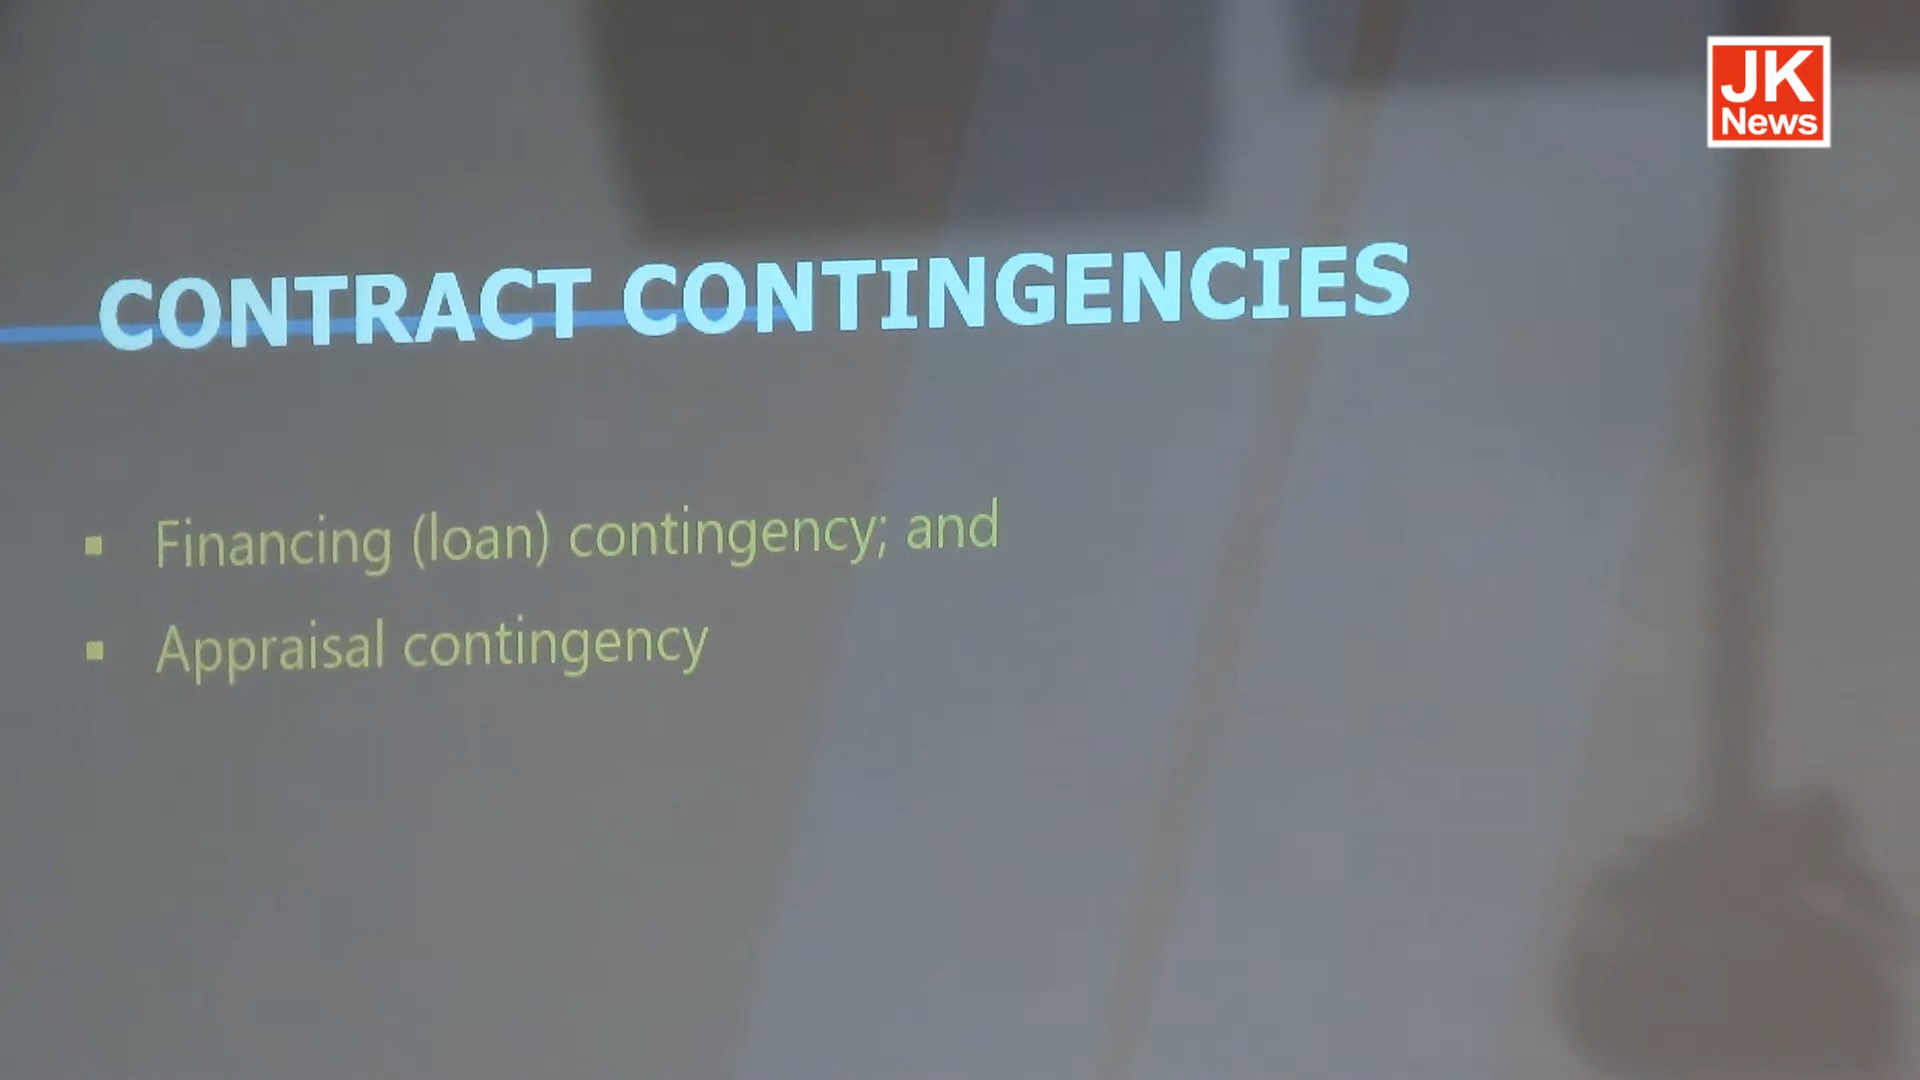 JK
News
CONTRACT CONTINGENCIES
▪ Financing (loan) contingency; and
▪ Appraisal contingency